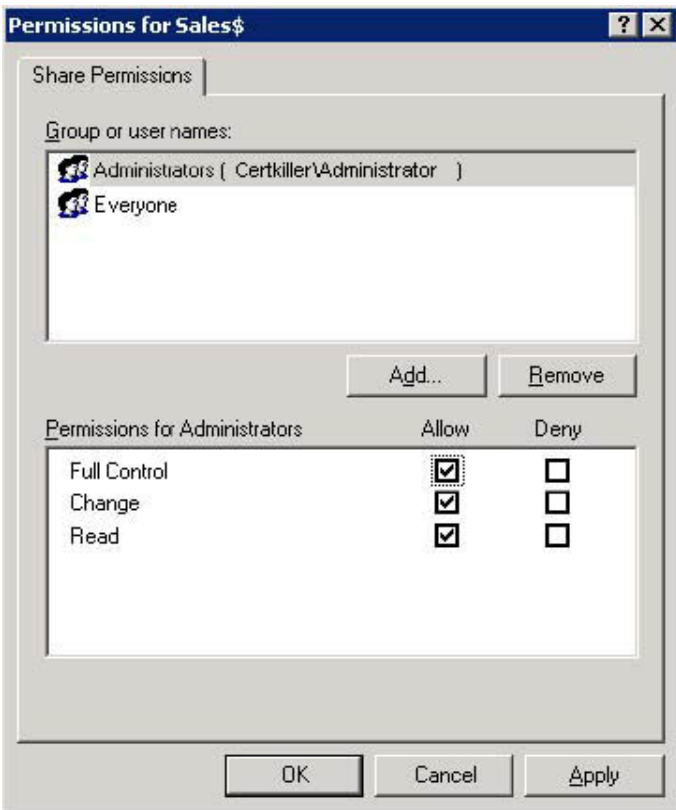 Permissions for Sales$
Share Permissions
Group or user names:
Administrators ( Certkiller\Administrator )
Everyone
Add... Remove
Permissions for Administrators Allow Deny
Full Control
Change
Read
OK Cancel Apply